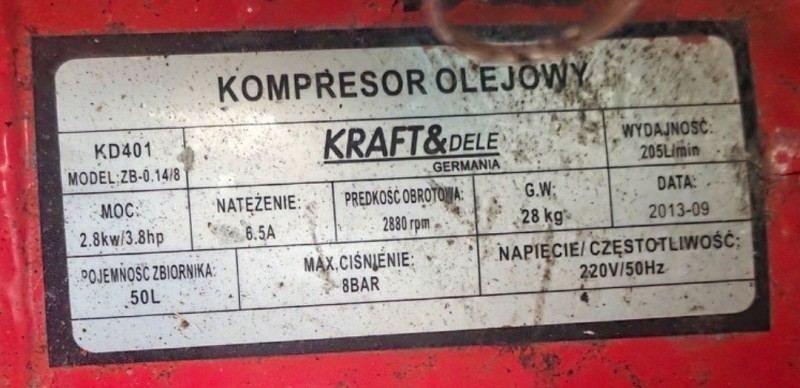 KOMPRESOR OLEJOWY
KD401
MODEL:ZB-0.14/8
KRAFT&DELE
GERMANIA
WYDAJNOŚĆ:
205L/min
MOC:
2.8kw/3.8hp
NATĘŻENIE:
6.5A
PRĘDKOŚĆ OBROTOWA:
2880 rpm
G.W:
28 kg
DATA:
2013-09
POJEMNOŚĆ ZBIORNIKA:
50L
MAX.CIŚNIENIE:
8BAR
NAPIĘCIE/ CZĘSTOTLIWOŚĆ:
220V/50Hz